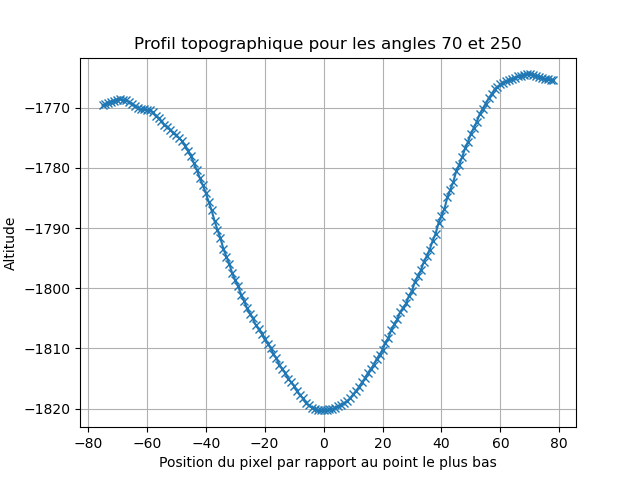 Profil topographique pour les angles 70 et 250
Altitude
−1770
−1780
−1790
−1800
−1810
−1820
−80 −60 −40 −20 0 20 40 60 80
Position du pixel par rapport au point le plus bas